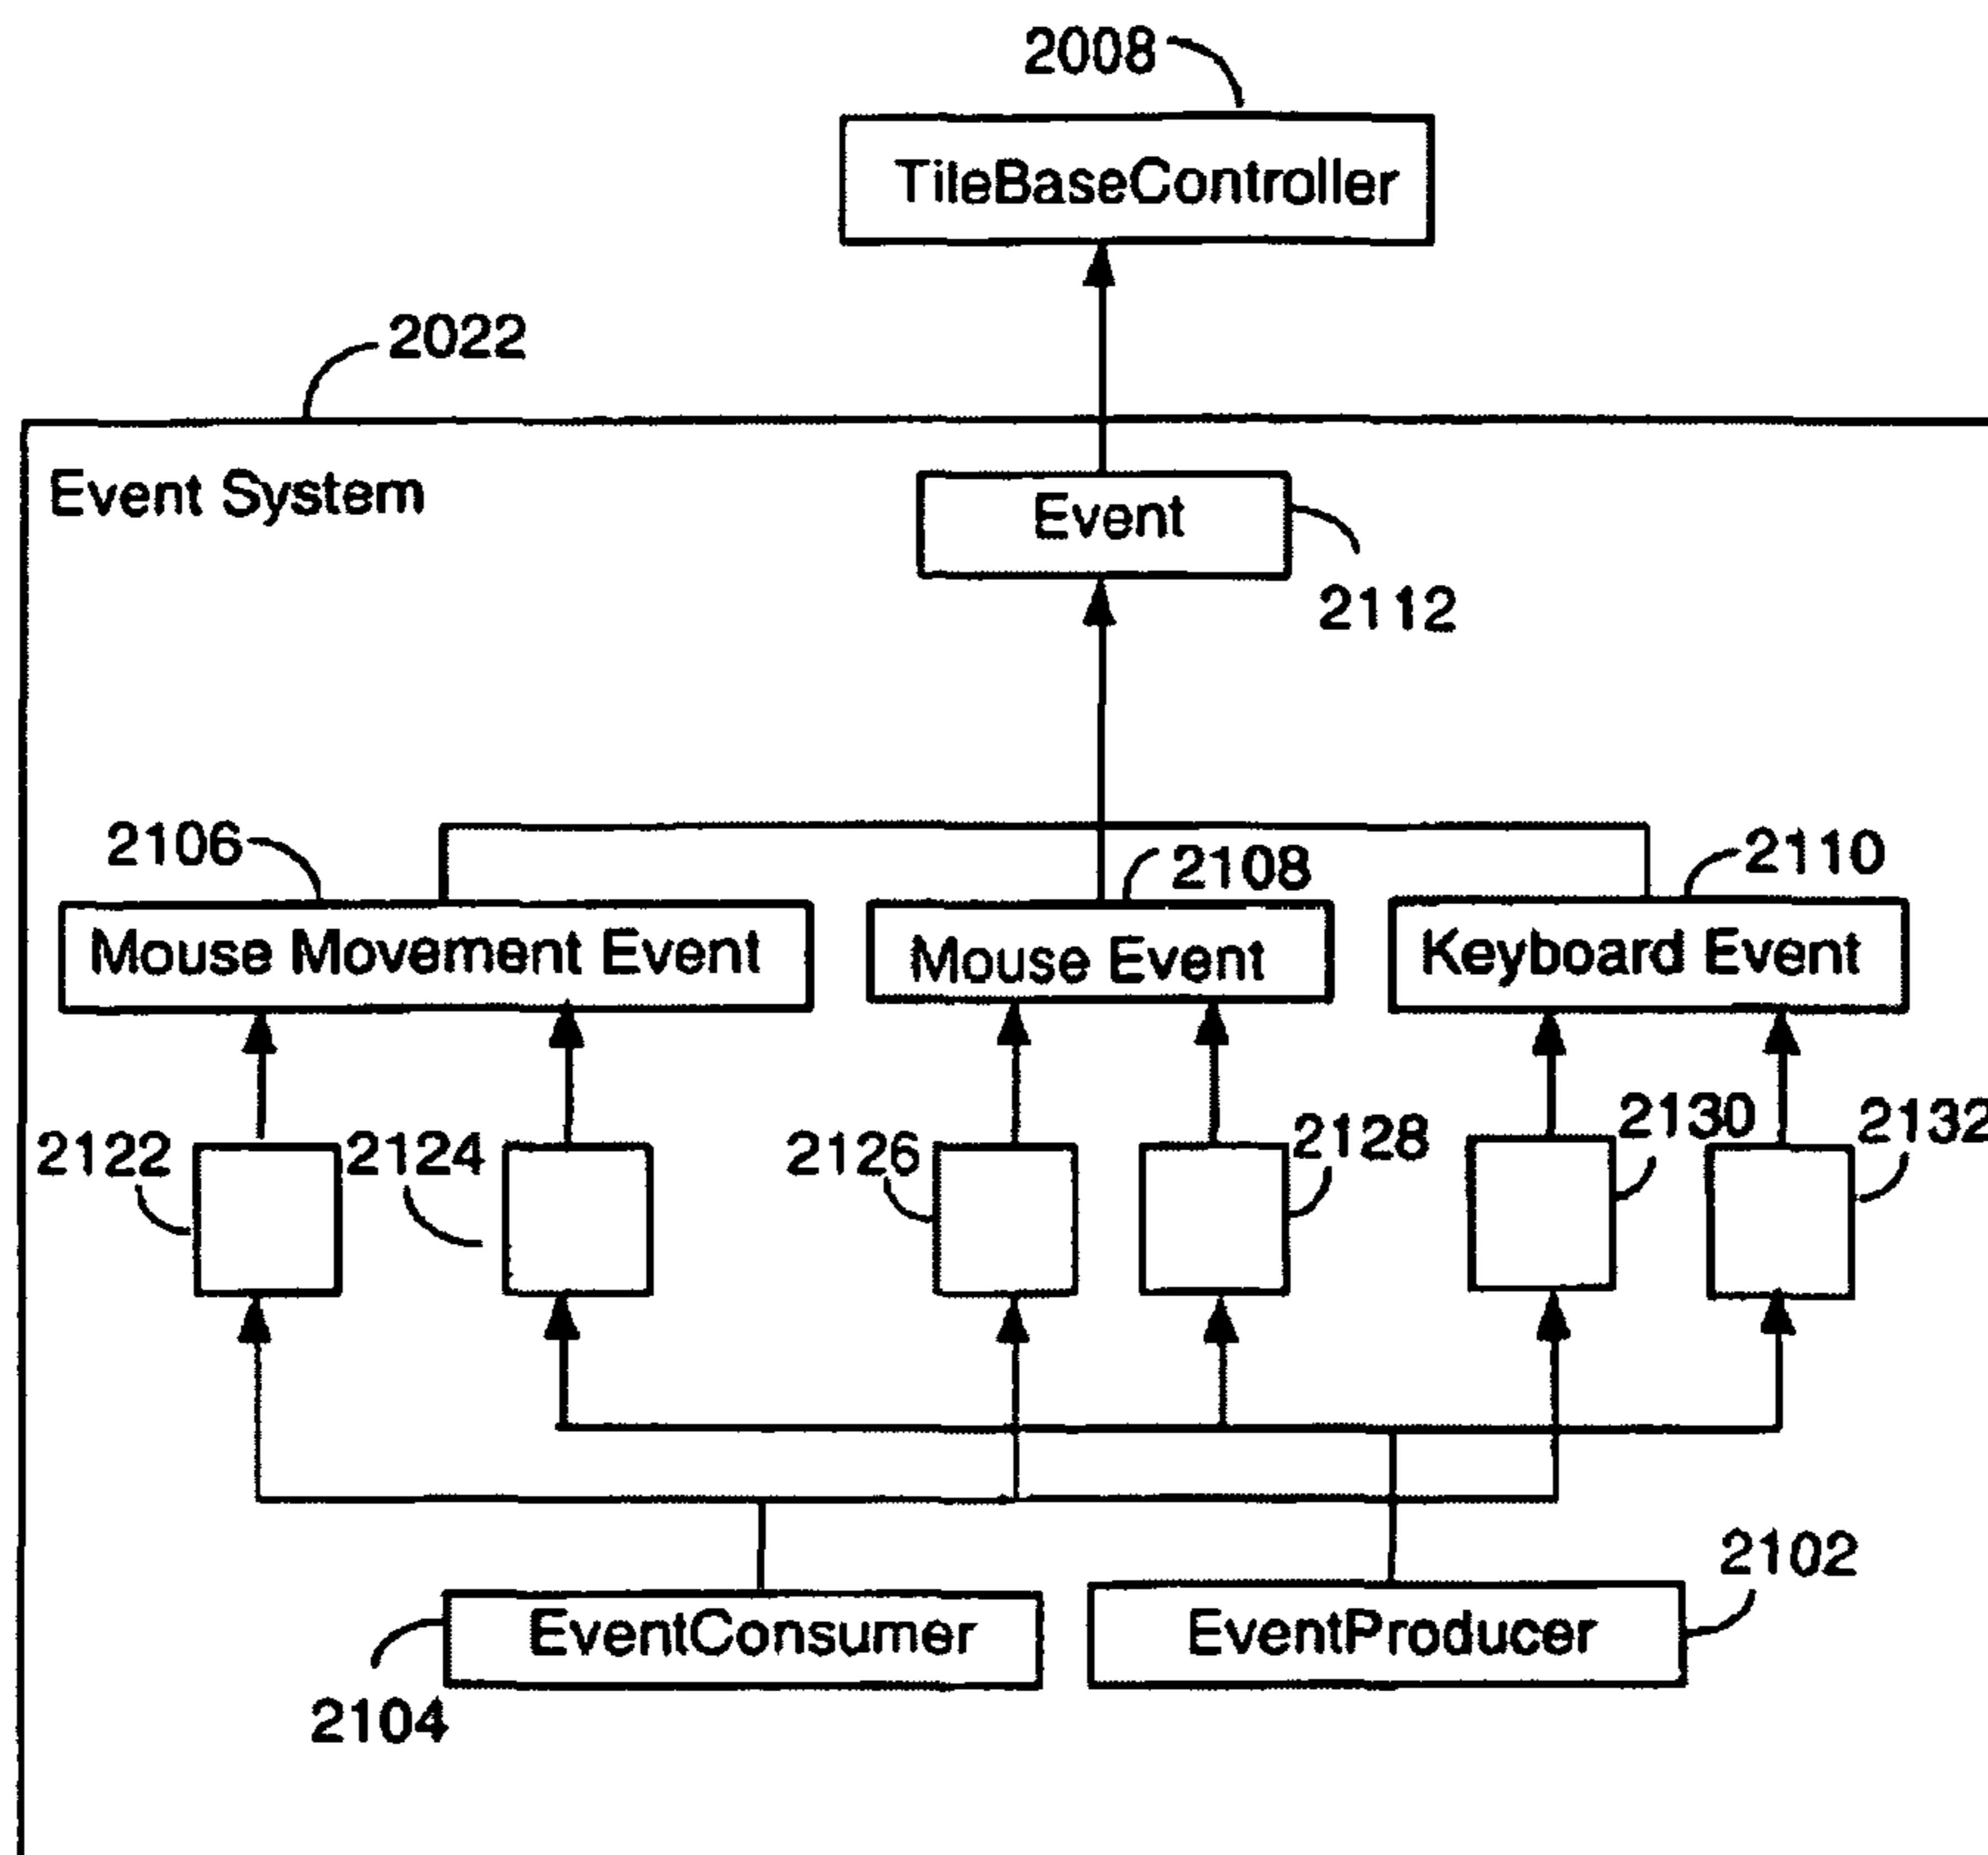 2008
TileBaseController
2022
Event System
Event
2112
2106
2108
2110
Mouse Movement Event
Mouse Event
Keyboard Event
2122
2124
2126
2128
2130
2132
EventConsumer
EventProducer
2102
2104